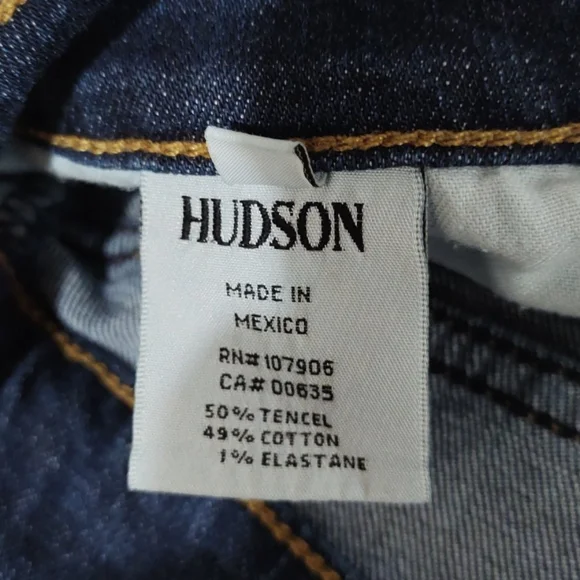 HUDSON
MADE IN
MEXICO
RN# 107906
CA# 00635
50% TENCEL
49% COTTON
1% ELASTANE